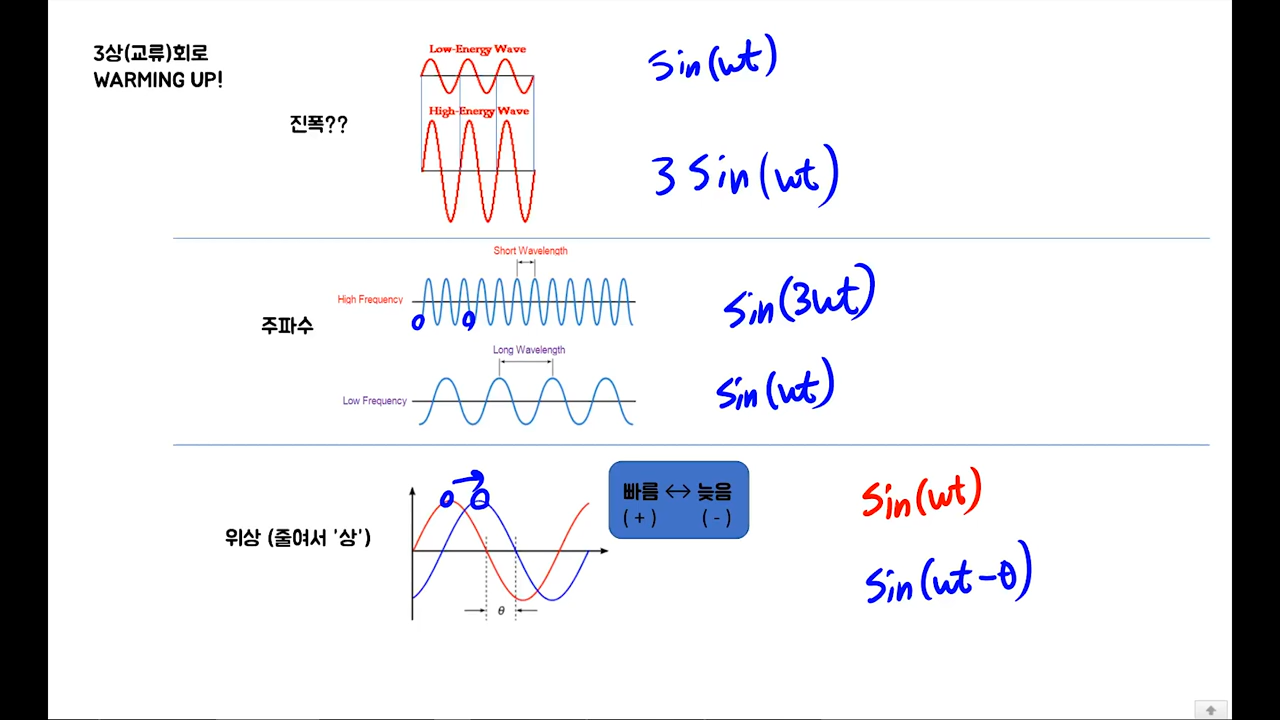 3상(교류)회로
WARMING UP!
진폭??
Low-Energy Wave
High-Energy Wave
sin(wt)
3 sin(wt)
주파수
Short Wavelength
High Frequency
Long Wavelength
Low Frequency
sin(3wt)
sin(wt)
위상 (줄여서 '상')
θ
빠름 ↔ 늦음
(+) (-)
sin(wt)
sin(wt-θ)